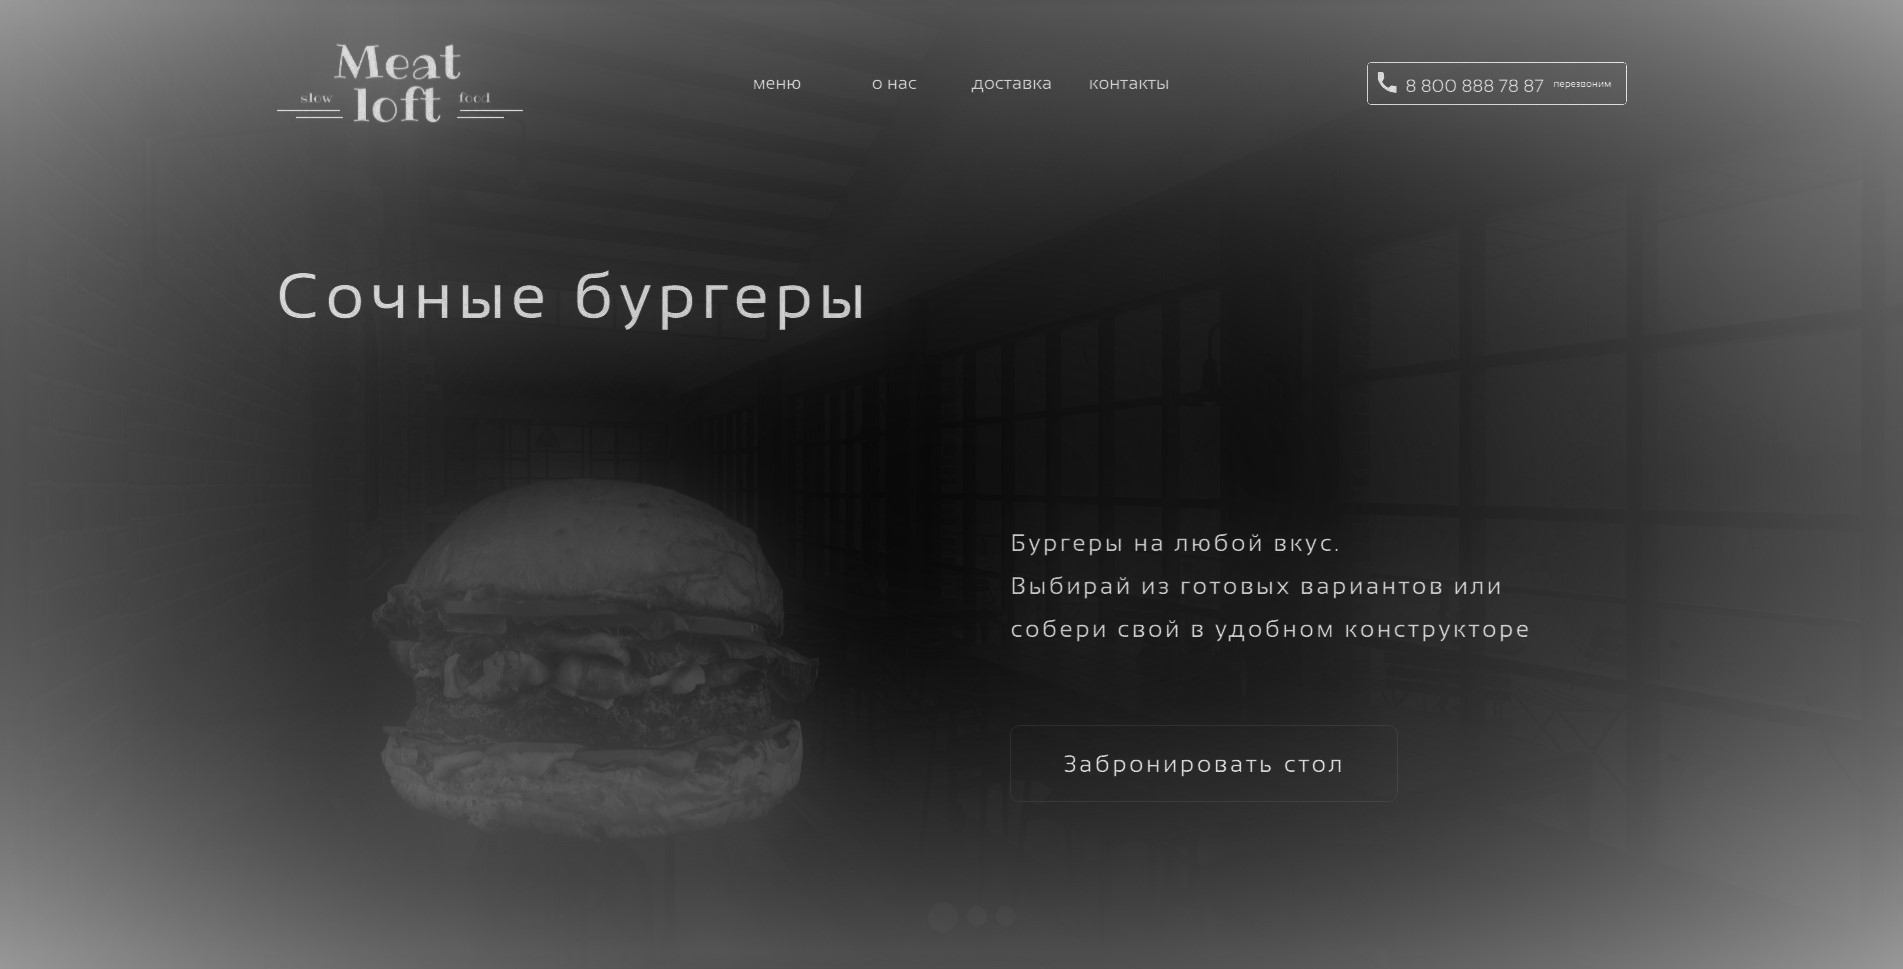 Meat
slow loft food
меню о нас доставка контакты
8 800 888 78 87 перезвоним
Сочные бургеры
Бургеры на любой вкус.
Выбирай из готовых вариантов или
собери свой в удобном конструкторе
Забронировать стол